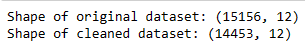 Shape of original dataset: (15156, 12)
Shape of cleaned dataset: (14453, 12)